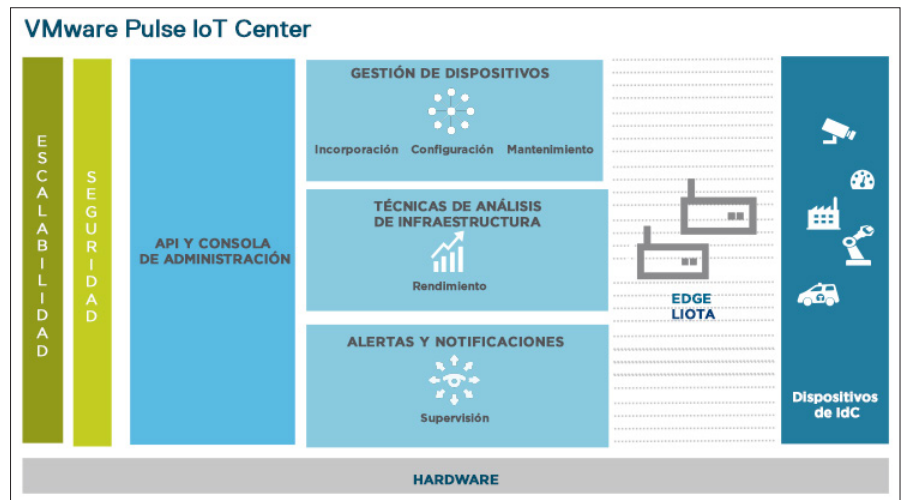 VMware Pulse IoT Center
ESCALABILIDAD
SEGURIDAD
API Y CONSOLA
DE ADMINISTRACIÓN
GESTIÓN DE DISPOSITIVOS
Incorporación Configuración Mantenimiento
TÉCNICAS DE ANÁLISIS
DE INFRAESTRUCTURA
Rendimiento
ALERTAS Y NOTIFICACIONES
Supervisión
EDGE
LIOTA
Dispositivos
de IdC
HARDWARE